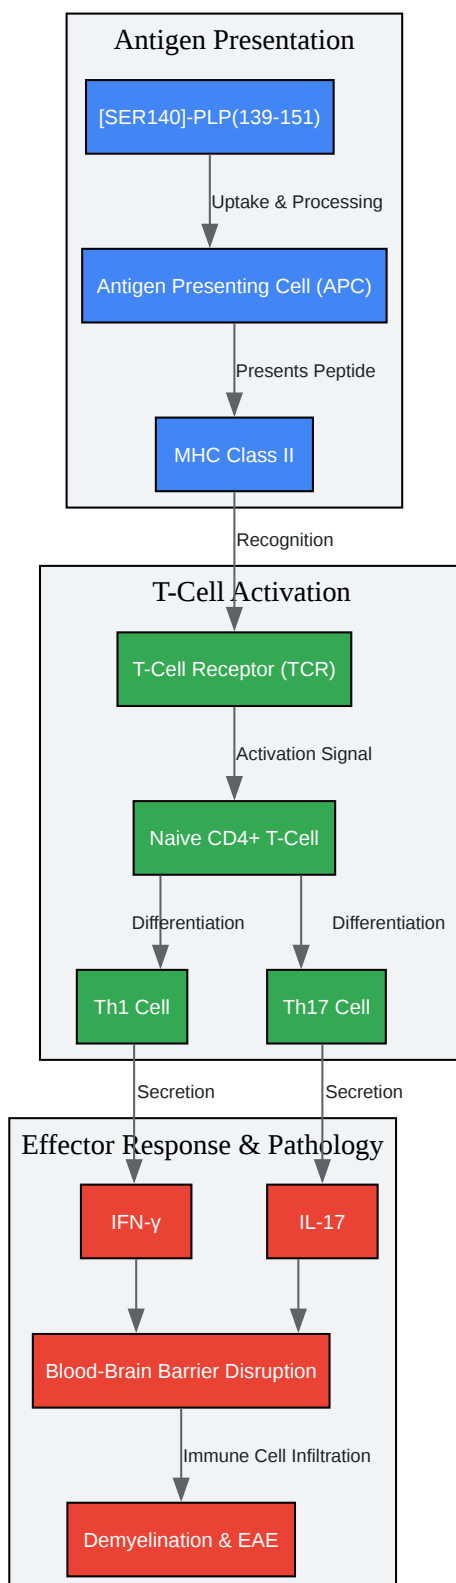 Antigen Presentation
[SER140]-PLP(139-151)
Uptake & Processing
Antigen Presenting Cell (APC)
Presents Peptide
MHC Class II
Recognition
T-Cell Activation
T-Cell Receptor (TCR)
Activation Signal
Naive CD4+ T-Cell
Differentiation
Differentiation
Th1 Cell
Th17 Cell
Secretion
Secretion
Effector Response & Pathology
IFN-γ
IL-17
Blood-Brain Barrier Disruption
Immune Cell Infiltration
Demyelination & EAE